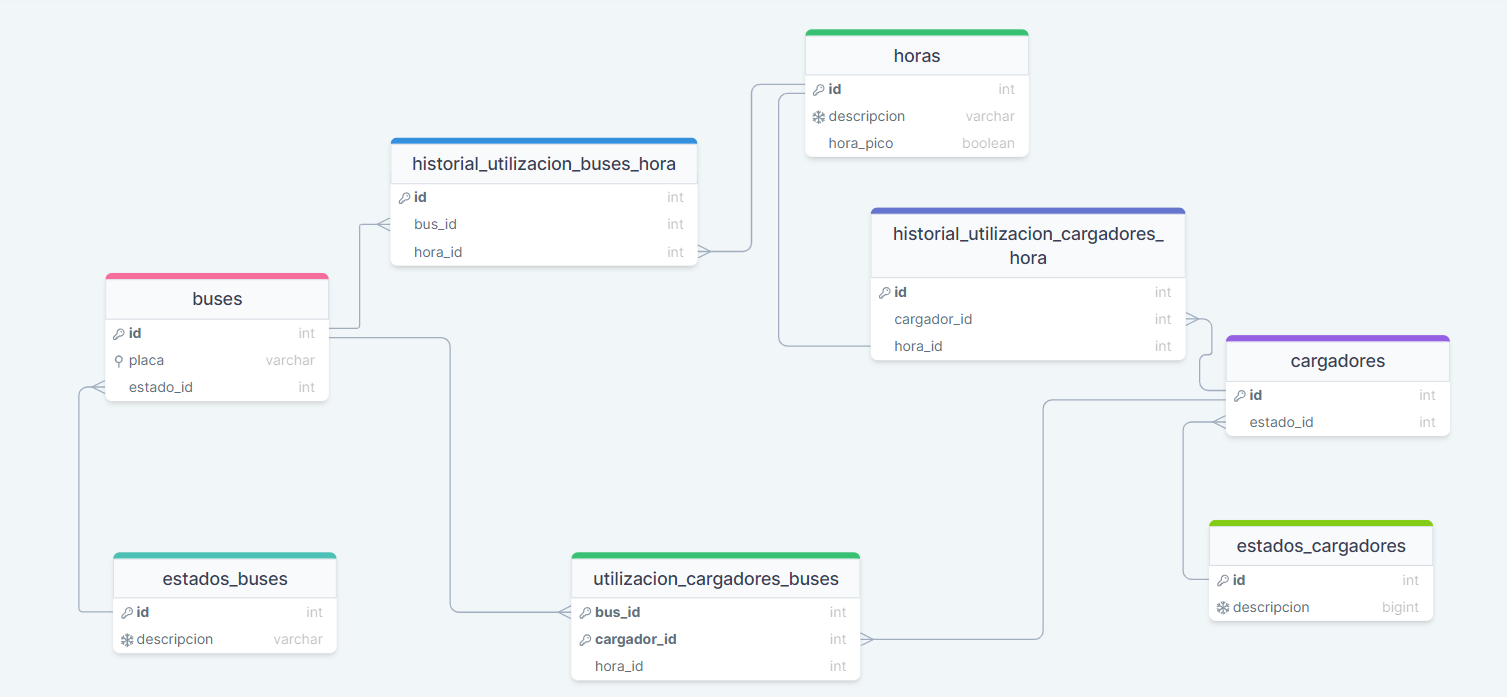 horas
id int
descripcion varchar
hora_pico boolean
historial_utilizacion_buses_hora
id int
bus_id int
hora_id int
historial_utilizacion_cargadores_
hora
id int
cargador_id int
hora_id int
buses
id int
placa varchar
estado_id int
cargadores
id int
estado_id int
estados_buses
id int
descripcion varchar
utilizacion_cargadores_buses
bus_id int
cargador_id int
hora_id int
estados_cargadores
id int
descripcion bigint